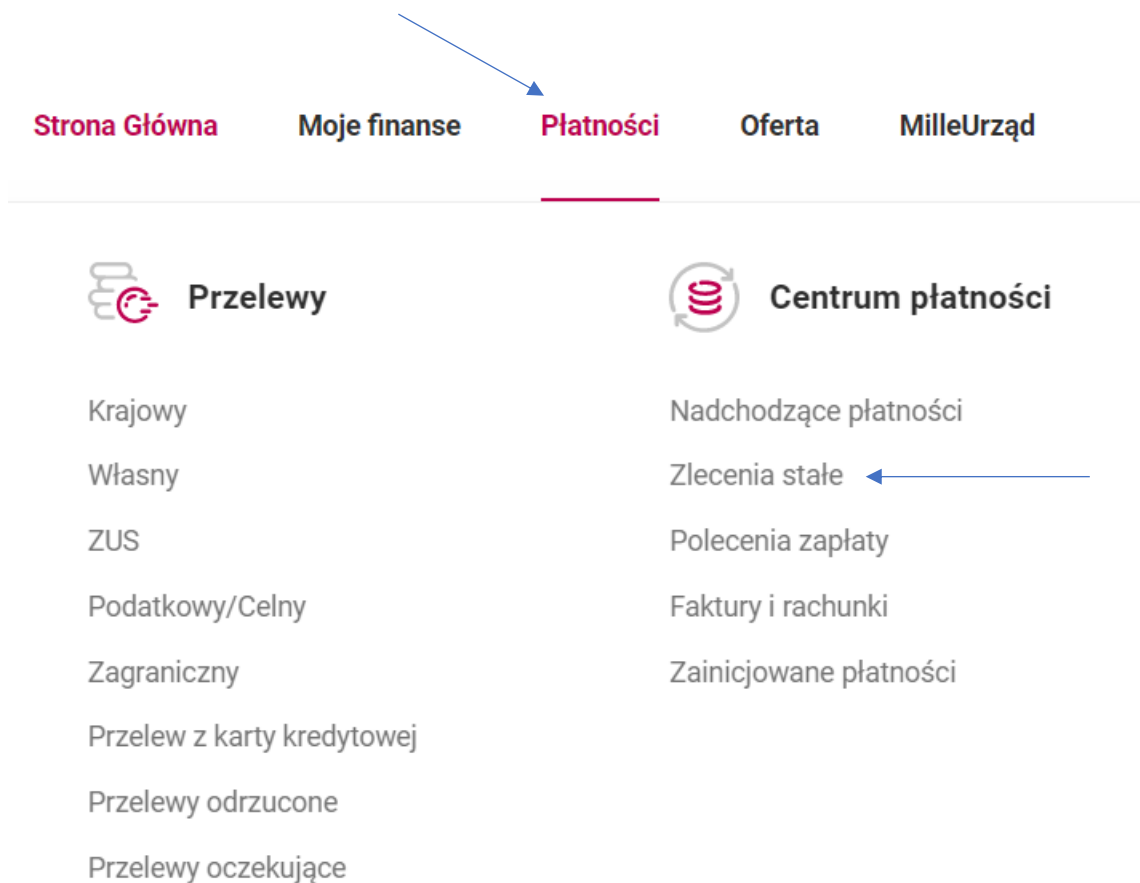 Strona Główna Moje finanse Płatności Oferta MilleUrząd
Przelewy
Krajowy
Własny
ZUS
Podatkowy/Celny
Zagraniczny
Przelew z karty kredytowej
Przelewy odrzucone
Przelewy oczekujące
Centrum płatności
Nadchodzące płatności
Zlecenia stałe
Polecenia zapłaty
Faktury i rachunki
Zainicjowane płatności